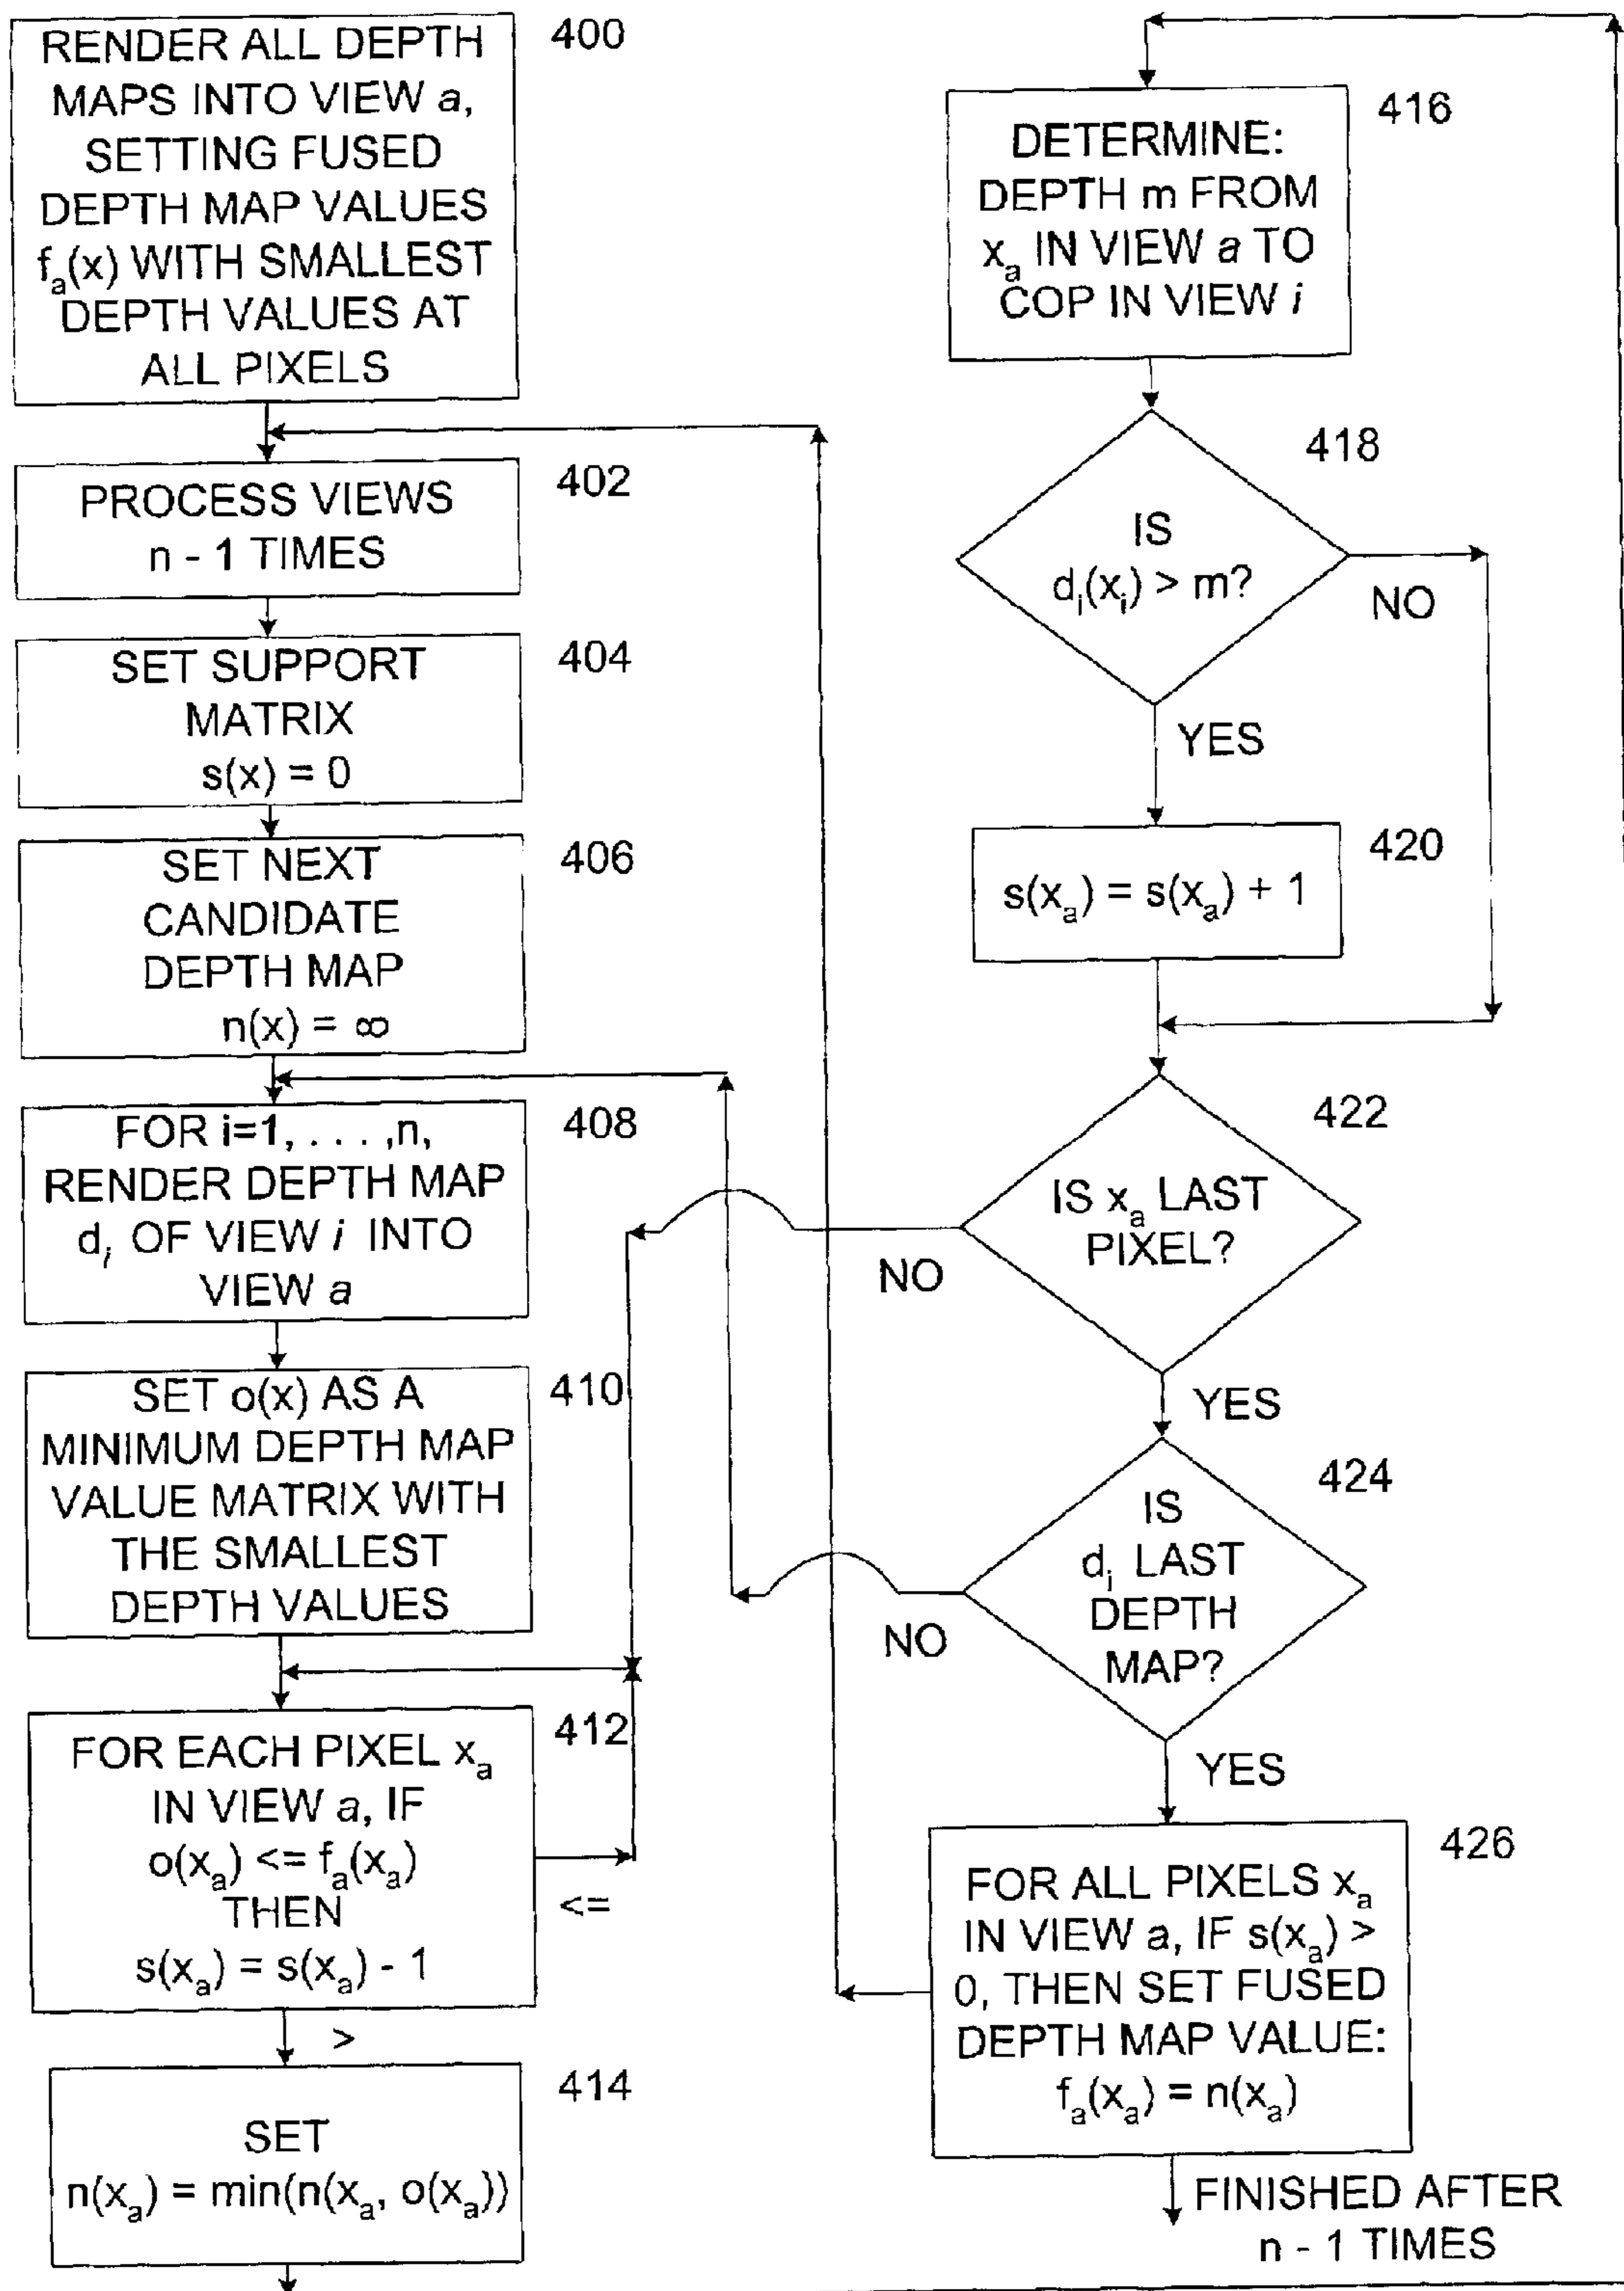 RENDER ALL DEPTH
MAPS INTO VIEW a,
SETTING FUSED
DEPTH MAP VALUES
fa(x) WITH SMALLEST
DEPTH VALUES AT
ALL PIXELS
400
PROCESS VIEWS
n - 1 TIMES
402
SET SUPPORT
MATRIX
s(x) = 0
404
SET NEXT
CANDIDATE
DEPTH MAP
n(x) = ∞
406
FOR i=1, . . . ,n,
RENDER DEPTH MAP
di OF VIEW i INTO
VIEW a
408
SET o(x) AS A
MINIMUM DEPTH MAP
VALUE MATRIX WITH
THE SMALLEST
DEPTH VALUES
410
FOR EACH PIXEL xa
IN VIEW a, IF
o(xa) <= fa(xa)
THEN
s(xa) = s(xa) - 1
412
<=
>
SET
n(xa) = min(n(xa, o(xa))
414
DETERMINE:
DEPTH m FROM
xa IN VIEW a TO
COP IN VIEW i
416
IS
di(xi) > m?
418
NO
YES
s(xa) = s(xa) + 1
420
IS xa LAST
PIXEL?
422
NO
YES
IS
di LAST
DEPTH
MAP?
424
NO
YES
FOR ALL PIXELS xa
IN VIEW a, IF s(xa) >
0, THEN SET FUSED
DEPTH MAP VALUE:
fa(xa) = n(xa)
426
FINISHED AFTER
n - 1 TIMES